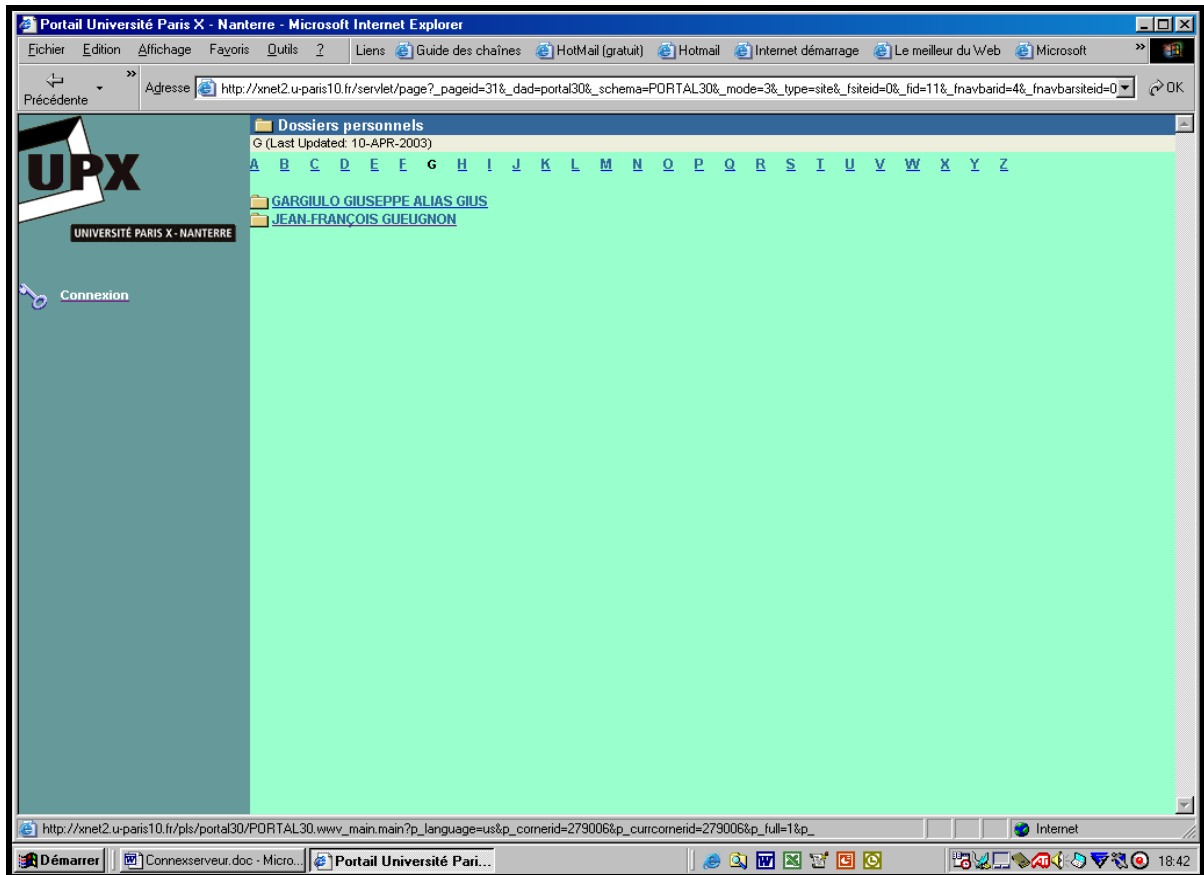 Portail Université Paris X - Nanterre - Microsoft Internet Explorer
Fichier Edition Affichage Favoris Outils ? Liens Guide des chaînes HotMail (gratuit) Hotmail Internet démarrage Le meilleur du Web Microsoft »
Précédente » Adresse http://xnet2.u-paris10.fr/servlet/page?_pageid=31&_dad=portal30&_schema=PORTAL30&_mode=3&_type=site&_fsiteid=0&_fid=11&_fnavbarid=4&_fnavbarsiteid=0 OK
Dossiers personnels
G (Last Updated: 10-APR-2003)
A B C D E F G H I J K L M N O P Q R S T U V W X Y Z
UPX
UNIVERSITÉ PARIS X - NANTERRE
GARGIULO GIUSEPPE ALIAS GIUS
JEAN-FRANÇOIS GUEUGNON
Connexion
http://xnet2.u-paris10.fr/pls/portal30/PORTAL30.wwv_main.main?p_language=us&p_cornerid=279006&p_currcornerid=279006&p_full=1&p_ Internet
Démarrer Connexserveur.doc - Micro... Portail Université Pari... 18:42